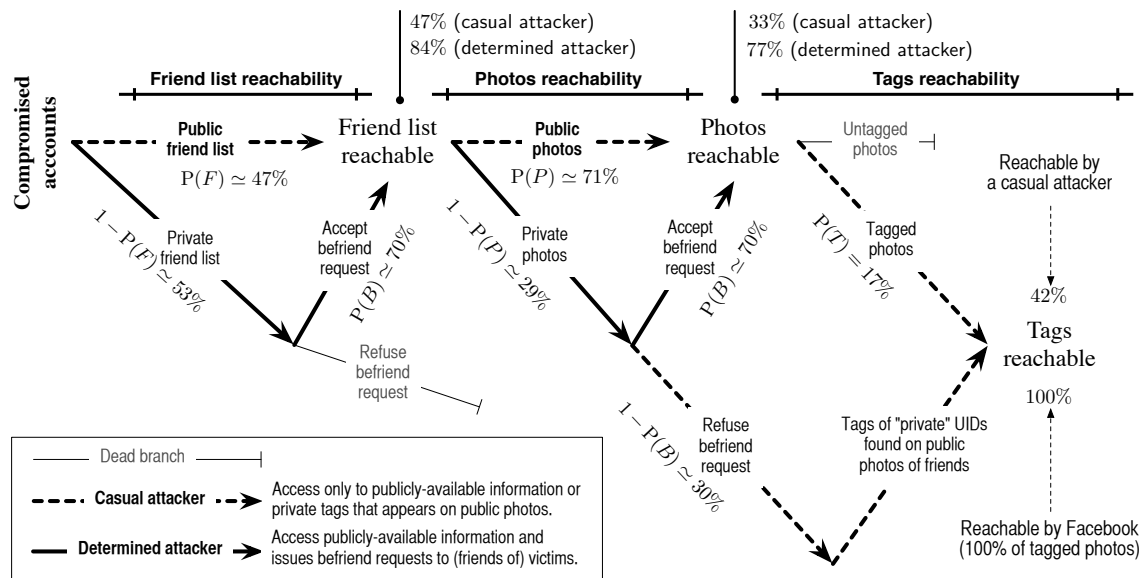 47% (casual attacker)
84% (determined attacker)
33% (casual attacker)
77% (determined attacker)
Friend list reachability
Photos reachability
Tags reachability
Compromised
acccounts
Public
friend list
P(F) ≃ 47%
Friend list
reachable
Public
photos
P(P) ≃ 71%
Photos
reachable
Untagged
photos
Reachable by
a casual attacker
Private
friend list
1 − P(F) ≃ 53%
Accept
befriend
request
P(B) ≃ 70%
Private
photos
1 − P(P) ≃ 29%
Accept
befriend
request
P(B) ≃ 70%
Tagged
photos
P(T) = 17%
42%
Tags
reachable
100%
Refuse
befriend
request
Refuse
befriend
request
1 − P(B) ≃ 30%
Tags of "private" UIDs
found on public
photos of friends
Reachable by Facebook
(100% of tagged photos)
Dead branch
Casual attacker
Access only to publicly-available information or
private tags that appears on public photos.
Determined attacker
Access publicly-available information and
issues befriend requests to (friends of) victims.